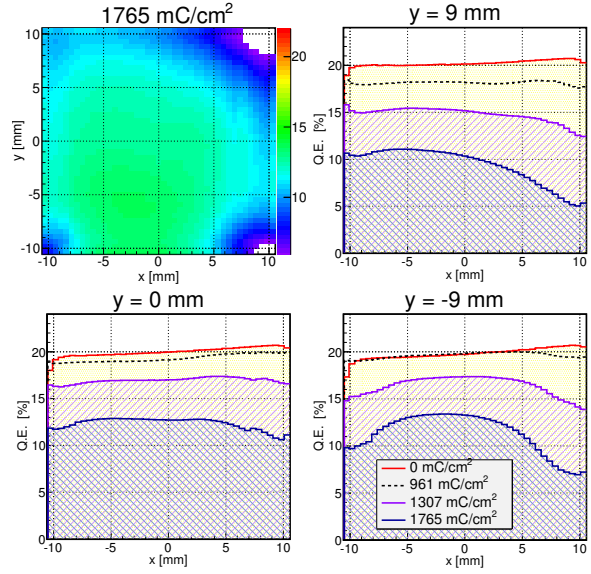 1765 mC/cm²
10
5
0
-5
-10
y [mm]
-10 -5 0 5 10
x [mm]
20
15
10
y = 9 mm
20
15
10
5
0
Q.E. [%]
-10 -5 0 5 10
x [mm]
y = 0 mm
20
15
10
5
0
Q.E. [%]
-10 -5 0 5 10
x [mm]
y = -9 mm
20
15
10
5
0
Q.E. [%]
0 mC/cm²
961 mC/cm²
1307 mC/cm²
1765 mC/cm²
-10 -5 0 5 10
x [mm]